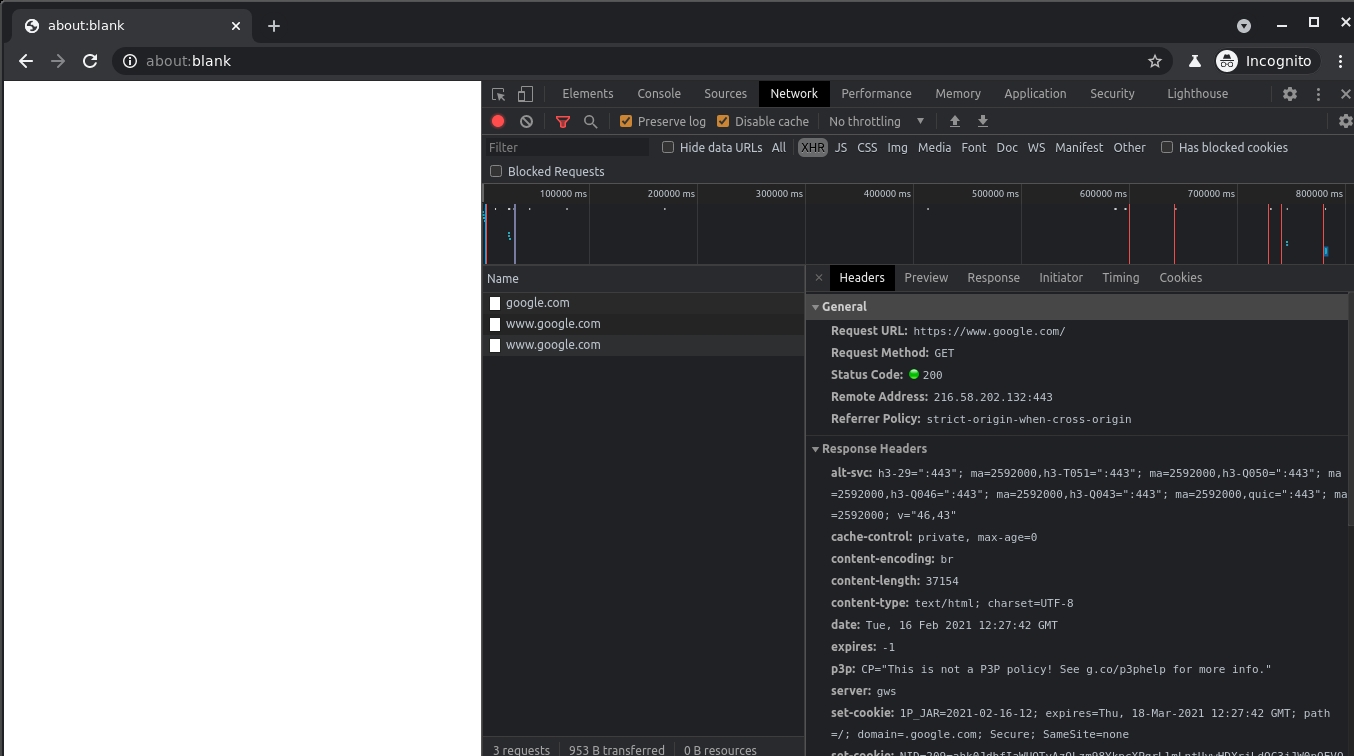 about:blank
about:blank
Incognito
Elements Console Sources Network Performance Memory Application Security Lighthouse
Preserve log Disable cache No throttling
Filter Hide data URLs All XHR JS CSS Img Media Font Doc WS Manifest Other Has blocked cookies
Blocked Requests
100000 ms 200000 ms 300000 ms 400000 ms 500000 ms 600000 ms 700000 ms 800000 ms
Name
google.com
www.google.com
www.google.com
3 requests 953 B transferred 0 B resources
Headers Preview Response Initiator Timing Cookies
General
Request URL: https://www.google.com/
Request Method: GET
Status Code: 200
Remote Address: 216.58.202.132:443
Referrer Policy: strict-origin-when-cross-origin
Response Headers
alt-svc: h3-29=":443"; ma=2592000,h3-T051=":443"; ma=2592000,h3-Q050=":443"; ma
=2592000,h3-Q046=":443"; ma=2592000,h3-Q043=":443"; ma=2592000,quic=":443"; ma
=2592000; v="46,43"
cache-control: private, max-age=0
content-encoding: br
content-length: 37154
content-type: text/html; charset=UTF-8
date: Tue, 16 Feb 2021 12:27:42 GMT
expires: -1
p3p: CP="This is not a P3P policy! See g.co/p3phelp for more info."
server: gws
set-cookie: 1P_JAR=2021-02-16-12; expires=Thu, 18-Mar-2021 12:27:42 GMT; path
=/; domain=.google.com; Secure; SameSite=none